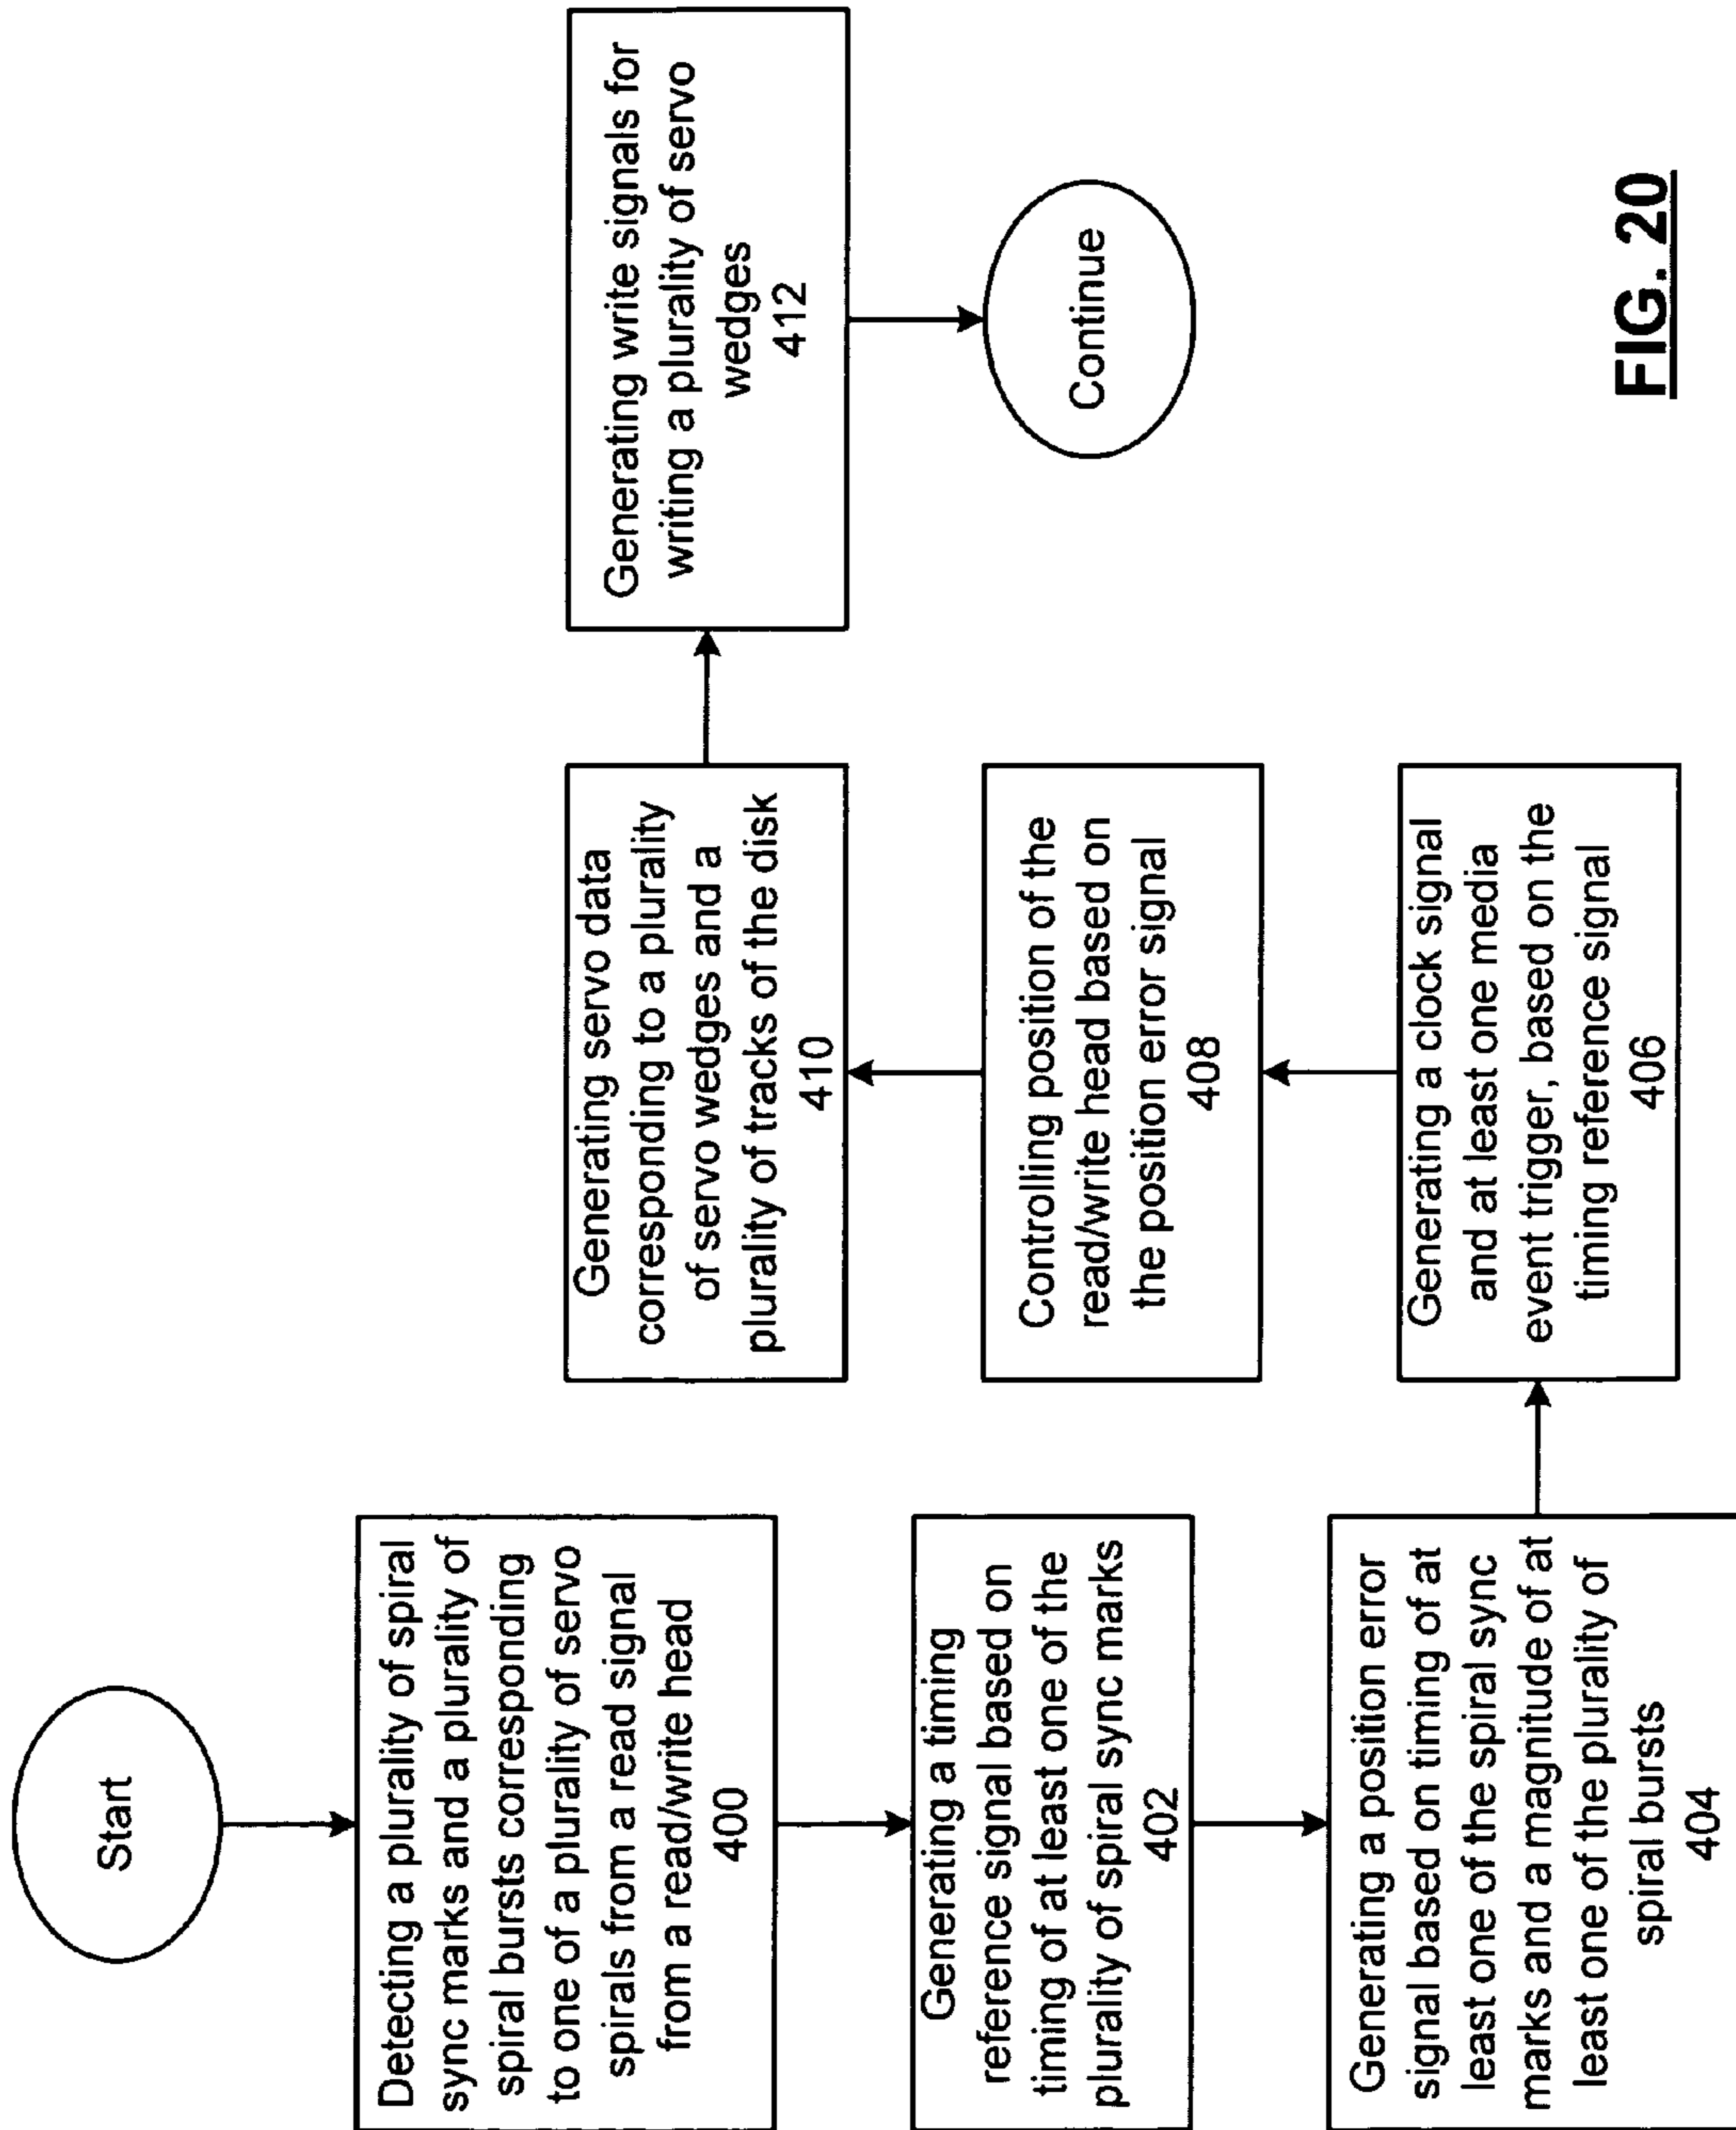 Start
Detecting a plurality of spiral
sync marks and a plurality of
spiral bursts corresponding
to one of a plurality of servo
spirals from a read signal
from a read/write head
400
Generating a timing
reference signal based on
timing of at least one of the
plurality of spiral sync marks
402
Generating a position error
signal based on timing of at
least one of the spiral sync
marks and a magnitude of at
least one of the plurality of
spiral bursts
404
Generating a clock signal
and at least one media
event trigger, based on the
timing reference signal
406
Controlling position of the
read/write head based on
the position error signal
408
Generating servo data
corresponding to a plurality
of servo wedges and a
plurality of tracks of the disk
410
Generating write signals for
writing a plurality of servo
wedges
412
Continue
FIG. 20